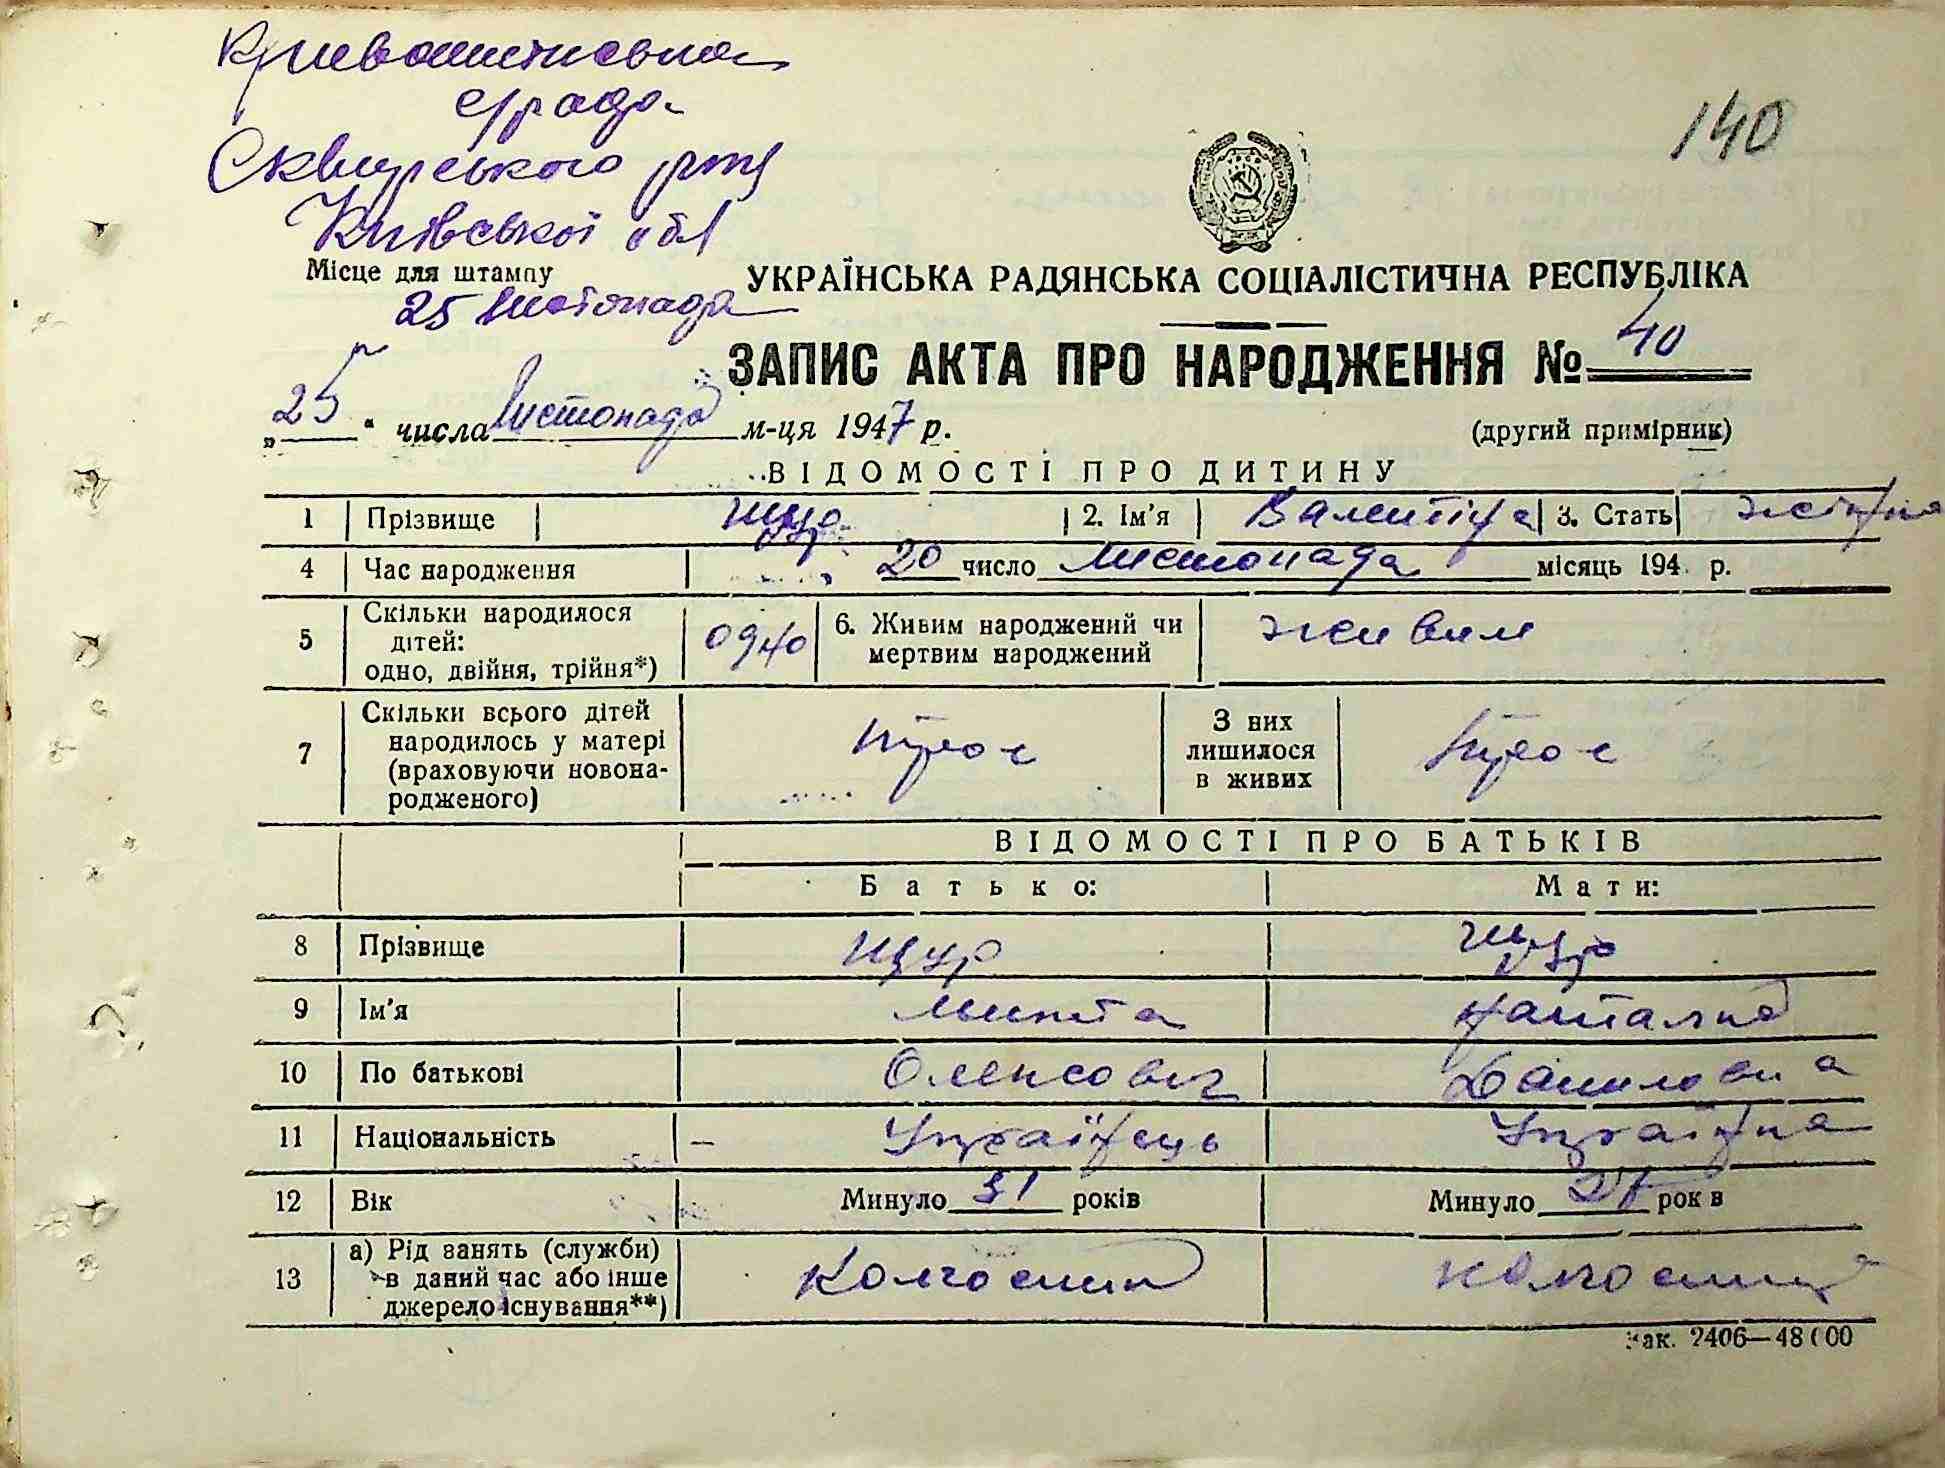 Кривошиїнська
с/рада
Сквирського р-ну
Київської обл
140
Місце для штампу
25 листопада
УКРАЇНСЬКА РАДЯНСЬКА СОЦІАЛІСТИЧНА РЕСПУБЛІКА
ЗАПИС АКТА ПРО НАРОДЖЕННЯ № 40
„25" числа листопада м-ця 1947 р.
(другий примірник)
ВІДОМОСТІ ПРО ДИТИНУ
1 Прізвище Щур 2. Ім'я Валентіна 3. Стать жіноча
4 Час народження 20 число листопада місяць 194 р.
5 Скільки народилося дітей: одно, двійня, трійня*) одно 6. Живим народжений чи мертвим народжений живим
7 Скільки всього дітей народилось у матері (враховуючи новонародженого) троє З них лишилося в живих троє
ВІДОМОСТІ ПРО БАТЬКІВ
Батько: Мати:
8 Прізвище Щур Щур
9 Ім'я Микита Наталка
10 По батькові Олексович Даниловна
11 Національність – Українець Українка
12 Вік Минуло 31 років Минуло 27 рок в
13 а) Рід занять (служби) в даний час або інше джерело існування**) Колгоспник колгоспниця
Зак. 2406—48000